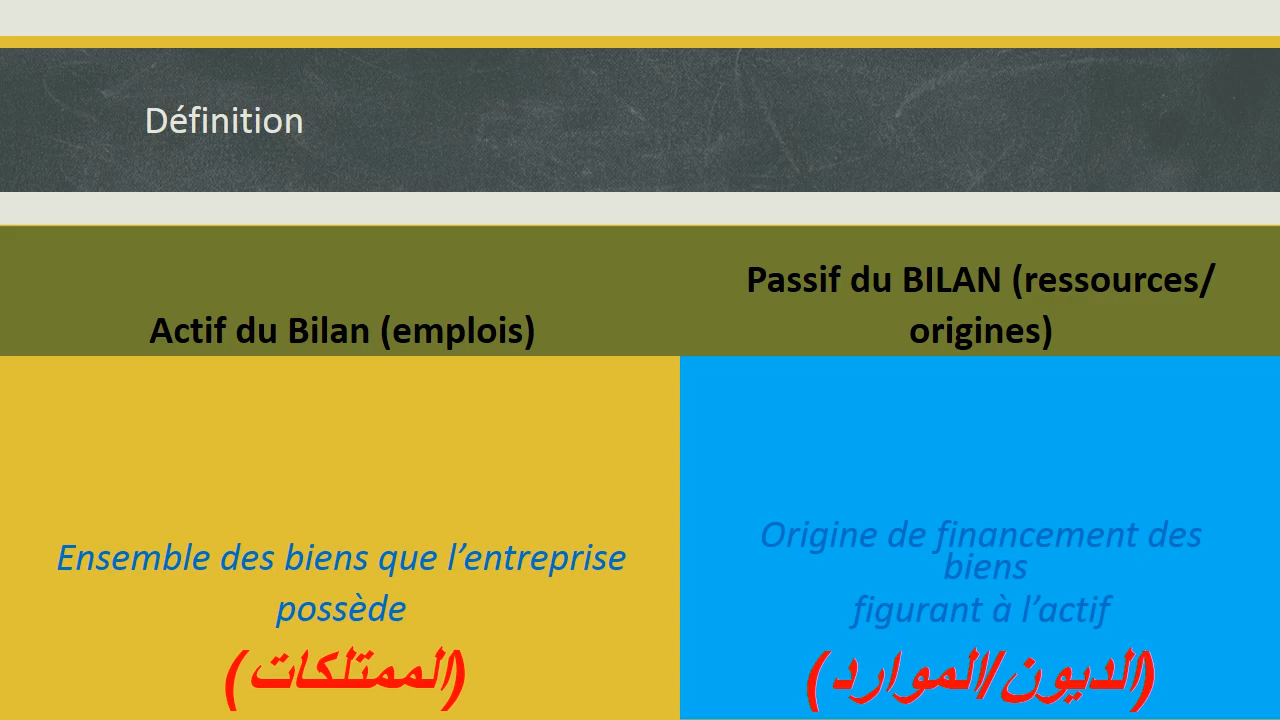 Définition
Actif du Bilan (emplois)
Passif du BILAN (ressources/
origines)
Ensemble des biens que l’entreprise
possède
(الممتلكات)
Origine de financement des
biens
figurant à l’actif
(الديون/الموارد)